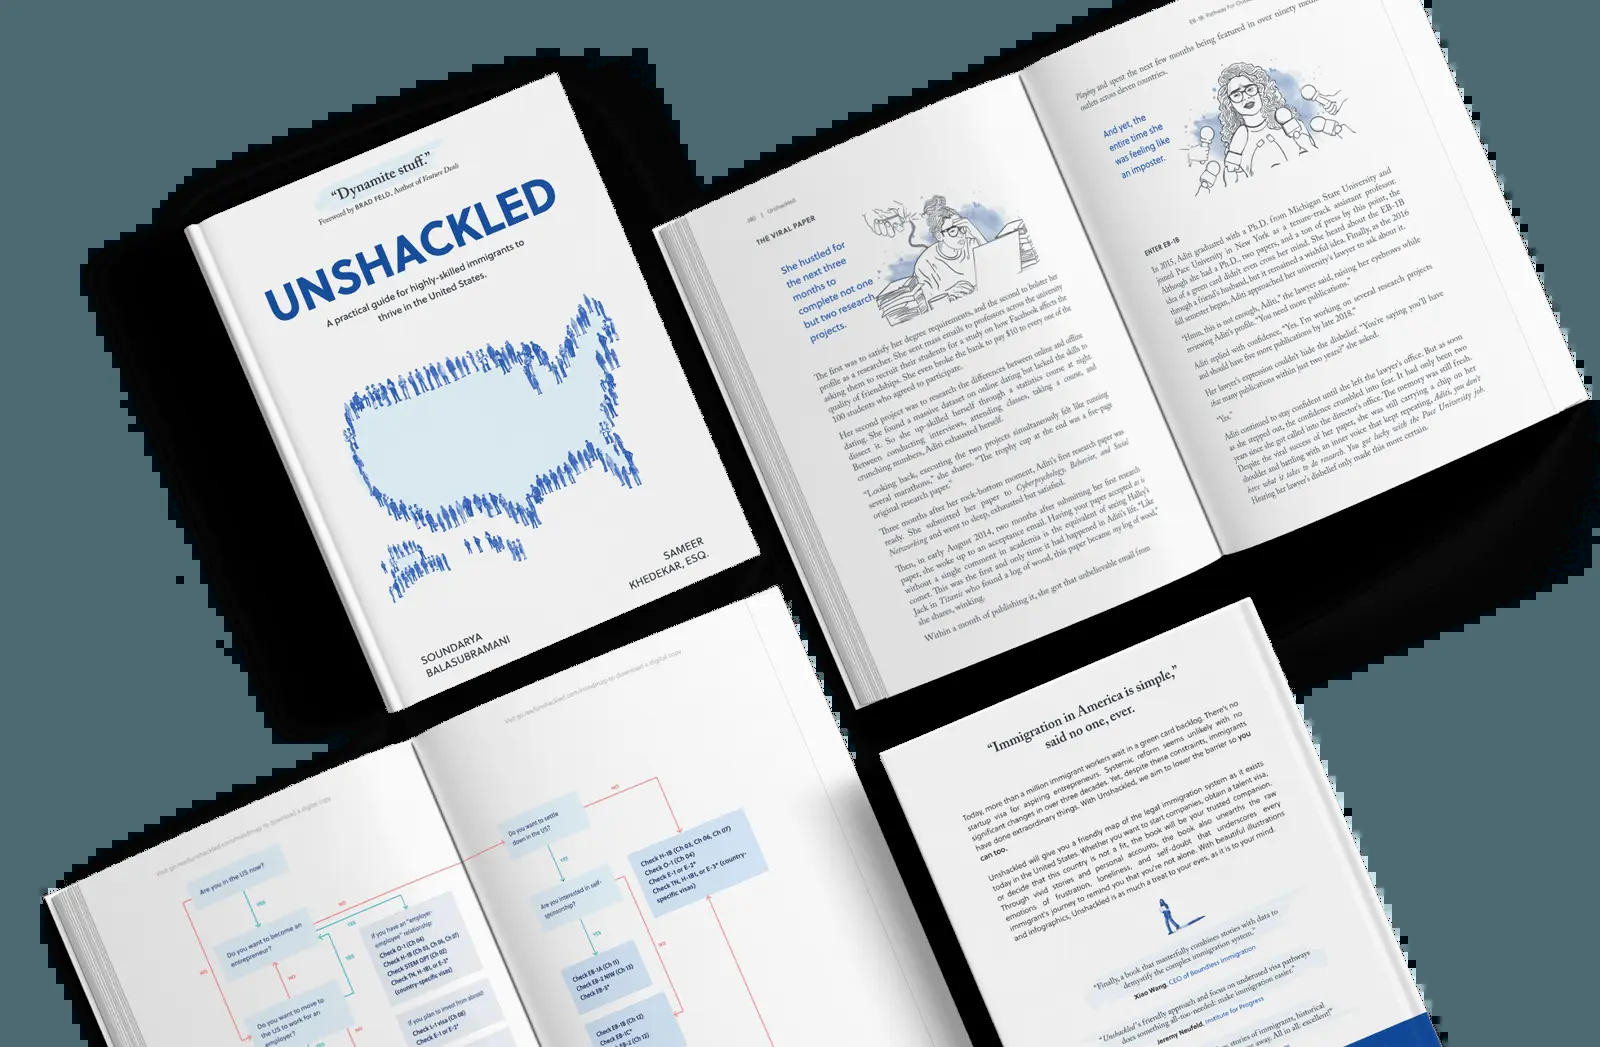 “Dynamite stuff.”
Foreword by BRAD FELD, Author of Venture Deals
UNSHACKLED
A practical guide for highly-skilled immigrants to
thrive in the United States.
SAMEER
KHEDEKAR, ESQ.
SOUNDARYA
BALASUBRAMANI
Unshackled
THE VIRAL PAPER
She hustled for
the next three
months to
complete not one
but two research
projects.
The first was to satisfy her degree requirements, and the second to bolster her
profile as a researcher. She sent mass emails to professors across the university
asking them to recruit their students for a study on how Facebook affects the
quality of friendships. She even broke the bank to pay $10 to every one of the
100 students who agreed to participate.
Her second project was to research the differences between online and offline
dating. She found a massive dataset on online dating but lacked the skills to
dissect it. So she up-skilled herself through a statistics course at night.
Between conducting interviews, attending classes, taking a course, and
crunching numbers, Aditi exhausted herself.
“Looking back, executing the two projects simultaneously felt like running
several marathons,” she shares. “The trophy cup at the end was a five-page
original research paper.”
Three months after her rock-bottom moment, Aditi’s first research paper was
ready. She submitted her paper to Cyberpsychology, Behavior, and Social
Networking and went to sleep, exhausted but satisfied.
Then, in early August 2014, two months after submitting her first research
paper, she woke up to an acceptance email. Having your paper accepted as is
without a single comment in academia is the equivalent of seeing Halley’s
comet. This was the first and only time it had happened in Aditi’s life. “Like
Jack in Titanic who found a log of wood, this paper became my log of wood,”
she shares, winking.
Within a month of publishing it, she got that unbelievable email from
EB-1B: Pathway For
Playing and spent the next few months being featured in over ninety
outlets across eleven countries.
And yet, the
entire time she
was feeling like
an imposter.
ENTER EB-1B
In 2015, Aditi graduated with a Ph.D. from Michigan State University and
joined Pace University in New York as a tenure-track assistant professor.
Although she had a Ph.D., two papers, and a ton of press by this point, the
idea of a green card didn’t even cross her mind. She heard about the EB-1B
through a friend’s husband, but it remained a wishful idea. Finally, as the 2016
fall semester began, Aditi approached her university’s lawyer to ask about it.
“Hmm, this is not enough, Aditi,” the lawyer said, raising her eyebrows while
reviewing Aditi’s profile. “You need more publications.”
Aditi replied with confidence, “Yes. I’m working on several research projects
and should have five more publications by late 2018.”
Her lawyer’s expression couldn’t hide the disbelief. “You’re saying you’ll have
that many publications within just two years?” she asked.
“Yes.”
Aditi continued to stay confident until she left the lawyer’s office. But as soon
as she stepped out, the confidence crumbled into fear. It had only been two
years since she got called into the director’s office. The memory was still fresh.
Despite the viral success of her paper, she was still carrying a chip on her
shoulder and battling with an inner voice that kept repeating, Aditi, you don’t
have what it takes to do research. You got lucky with the Pace University job.
Hearing her lawyer’s disbelief only made this more certain.
Visit go.readunshackled.com/roadmap to download a digital copy
Are you in the US now?
YES
NO
Do you want to become an
entrepreneur?
NO
YES
YES
NO
Do you want to move to
the US to work for an
employer?
YES
NO
If you have an “employer-
employee” relationship:
Check O-1 (Ch 04)
Check H-1B (Ch 03, Ch 06, Ch 07)
Check STEM OPT (Ch 02)
Check TN, H-1B1, or E-3*
(country-specific visas)
If you plan to invest from abroad:
Check L-1 visa (Ch 08)
Check E-1 or E-2*
Visit go.readunshackled.com/roadmap to download a digital copy
Do you want to settle
down in the US?
NO
YES
Check H-1B (Ch 03, Ch 06, Ch 07)
Check O-1 (Ch 04)
Check E-1 or E-2*
Check TN, H-1B1, or E-3* (country-
specific visas)
Are you interested in self-
sponsorship?
YES
NO
Check EB-1A (Ch 11)
Check EB-2 NIW (Ch 13)
Check EB-5*
Check EB-1B (Ch 12)
Check EB-1C*
Check EB-2 (Ch 13)
NO
“Immigration in America is simple,”
said no one, ever.
Today, more than a million immigrant workers wait in a green card backlog. There’s no
startup visa for aspiring entrepreneurs. Systemic reform seems unlikely with no
significant changes in over three decades. Yet, despite these constraints, immigrants
have done extraordinary things. With Unshackled, we aim to lower the barrier so you
can too.
Unshackled will give you a friendly map of the legal immigration system as it exists
today in the United States. Whether you want to start companies, obtain a talent visa,
or decide that this country is not a fit, the book will be your trusted companion.
Through vivid stories and personal accounts, the book also unearths the raw
emotions of frustration, loneliness, and self-doubt that underscores every
immigrant’s journey to remind you that you’re not alone. With beautiful illustrations
and infographics, Unshackled is as much a treat to your eyes, as it is to your mind.
“Finally, a book that masterfully combines stories with data to
demystify the complex immigration system.”
Xiao Wang, CEO of Boundless Immigration
“Unshackled’s friendly approach and focus on underused visa pathways
does something all-too-needed: make immigration easier.”
Jeremy Neufeld, Institute for Progress
stories of immigrants, historical
away. All in all: excellent!”